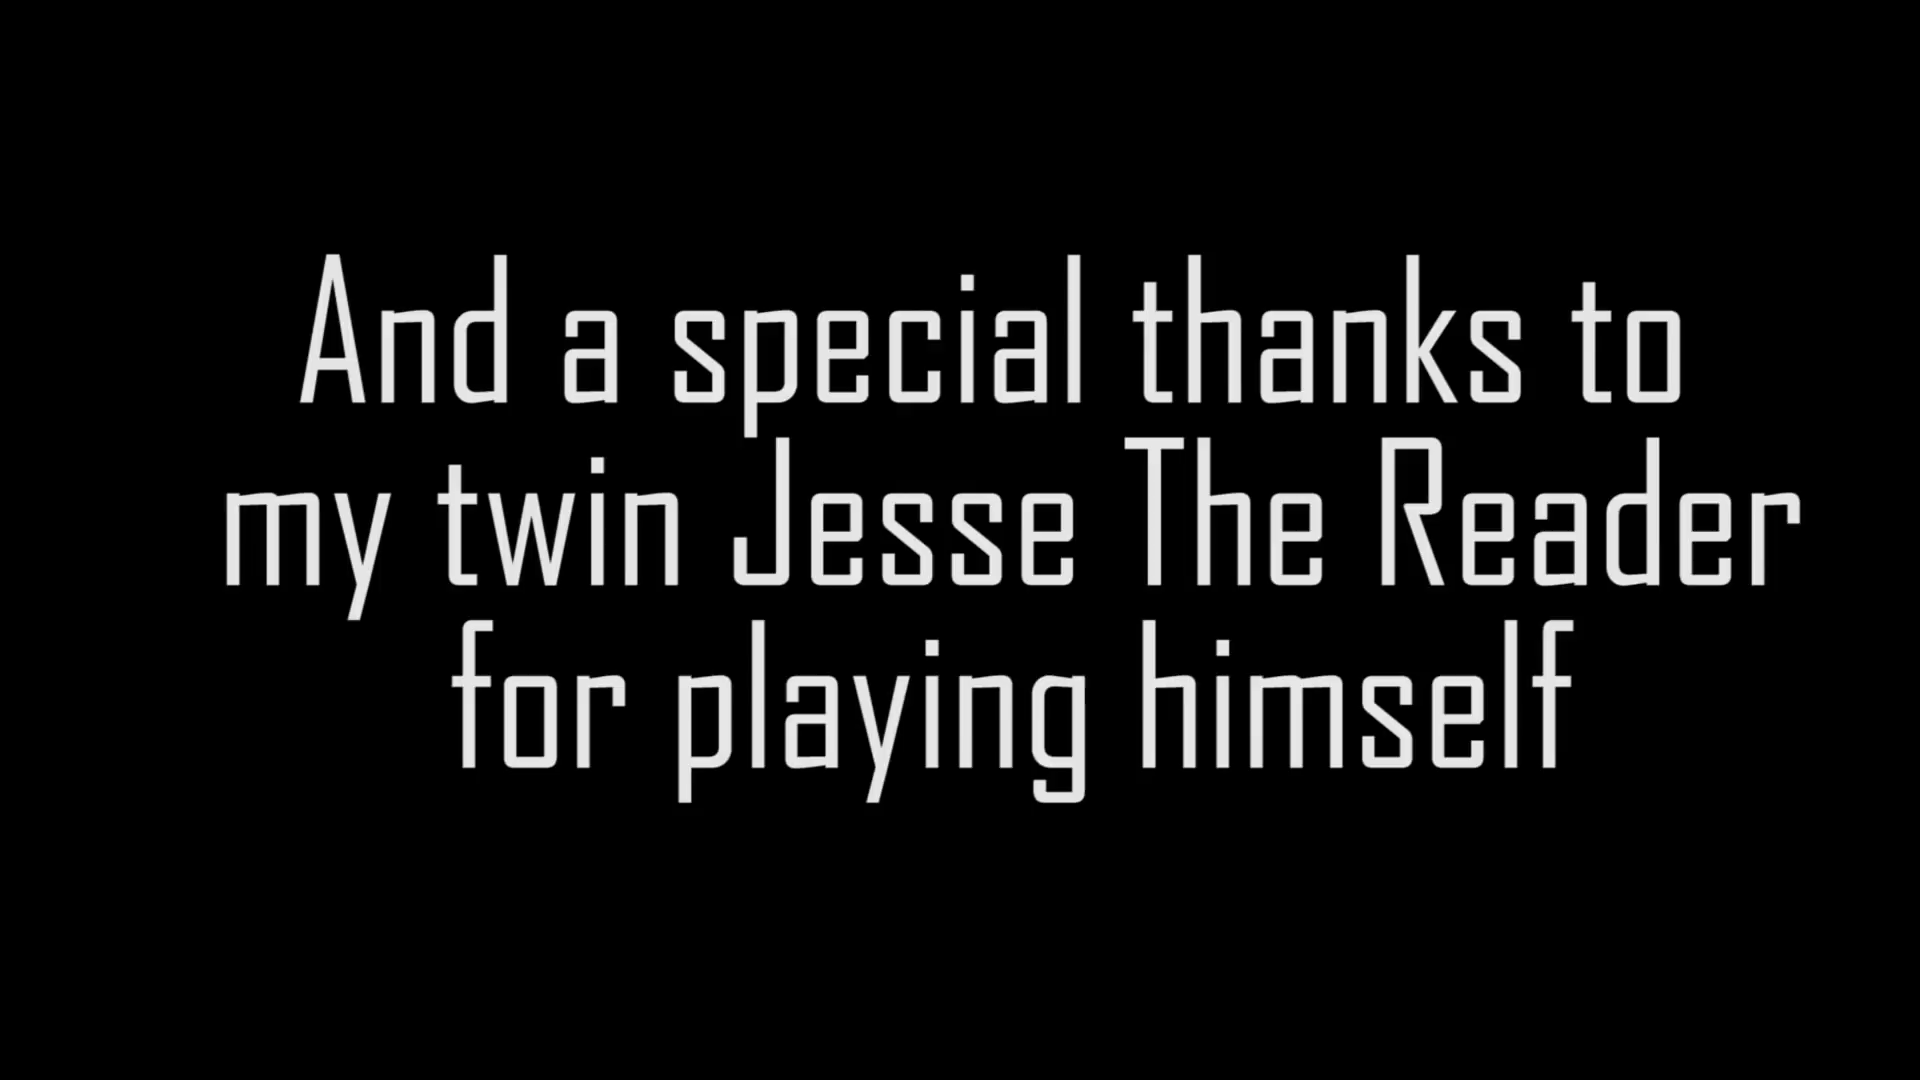 And a special thanks to
my twin Jesse The Reader
for playing himself